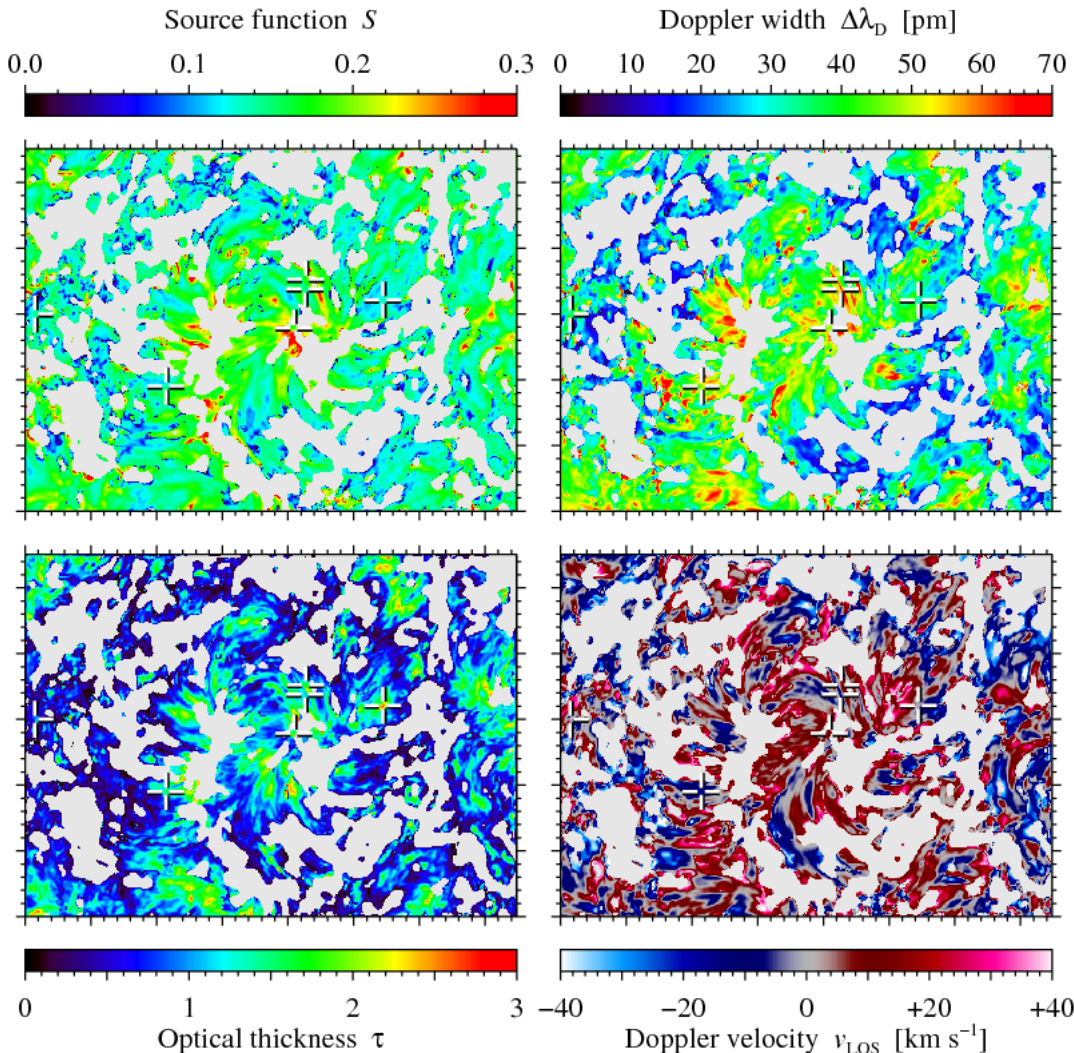 Source function S
0.0 0.1 0.2 0.3
Doppler width Δλ_D [pm]
0 10 20 30 40 50 60 70
0 1 2 3
Optical thickness τ
−40 −20 0 +20 +40
Doppler velocity v_LOS [km s⁻¹]